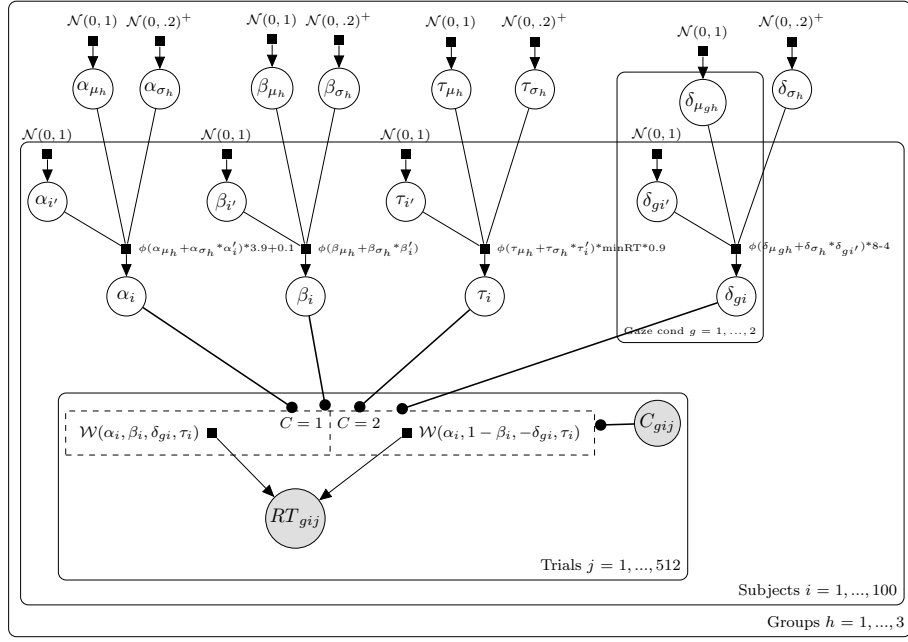 𝒩(0, 1) 𝒩(0, .2)⁺ 𝒩(0, 1) 𝒩(0, .2)⁺ 𝒩(0, 1) 𝒩(0, .2)⁺ 𝒩(0, 1) 𝒩(0, .2)⁺
α_{μ_h} α_{σ_h} β_{μ_h} β_{σ_h} τ_{μ_h} τ_{σ_h} δ_{μ_{gh}} δ_{σ_h}
𝒩(0, 1) 𝒩(0, 1) 𝒩(0, 1) 𝒩(0, 1)
α_{i'} β_{i'} τ_{i'} δ_{gi'}
ϕ(α_{μ_h}+α_{σ_h}*α'_i)*3.9+0.1 ϕ(β_{μ_h}+β_{σ_h}*β'_i) ϕ(τ_{μ_h}+τ_{σ_h}*τ'_i)*minRT*0.9 ϕ(δ_{μ_{gh}}+δ_{σ_h}*δ_{gi'})*8-4
α_i β_i τ_i δ_{gi}
Gaze cond g = 1, ..., 2
C = 1 C = 2
𝒲(α_i, β_i, δ_{gi}, τ_i) 𝒲(α_i, 1 − β_i, −δ_{gi}, τ_i) C_{gij}
RT_{gij}
Trials j = 1, ..., 512
Subjects i = 1, ..., 100
Groups h = 1, ..., 3